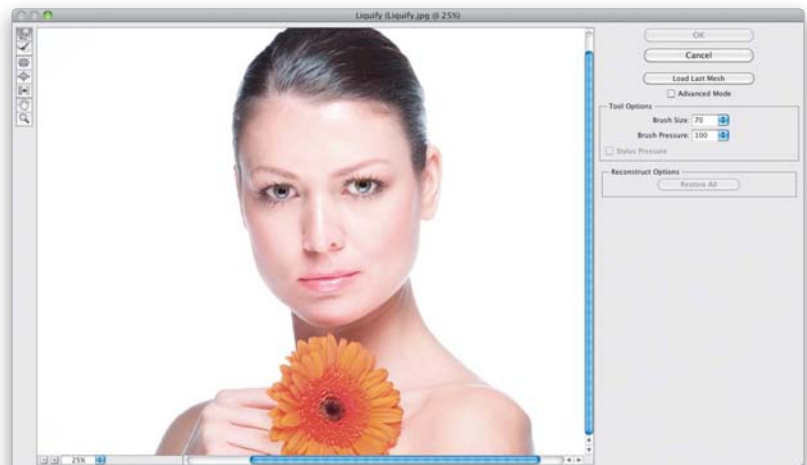 Liquify (Liquify.jpg @ 25%)
OK
Cancel
Load Last Mesh
Advanced Mode
Tool Options
Brush Size: 70
Brush Pressure: 100
Stylus Pressure
Reconstruct Options
Restore All
25%